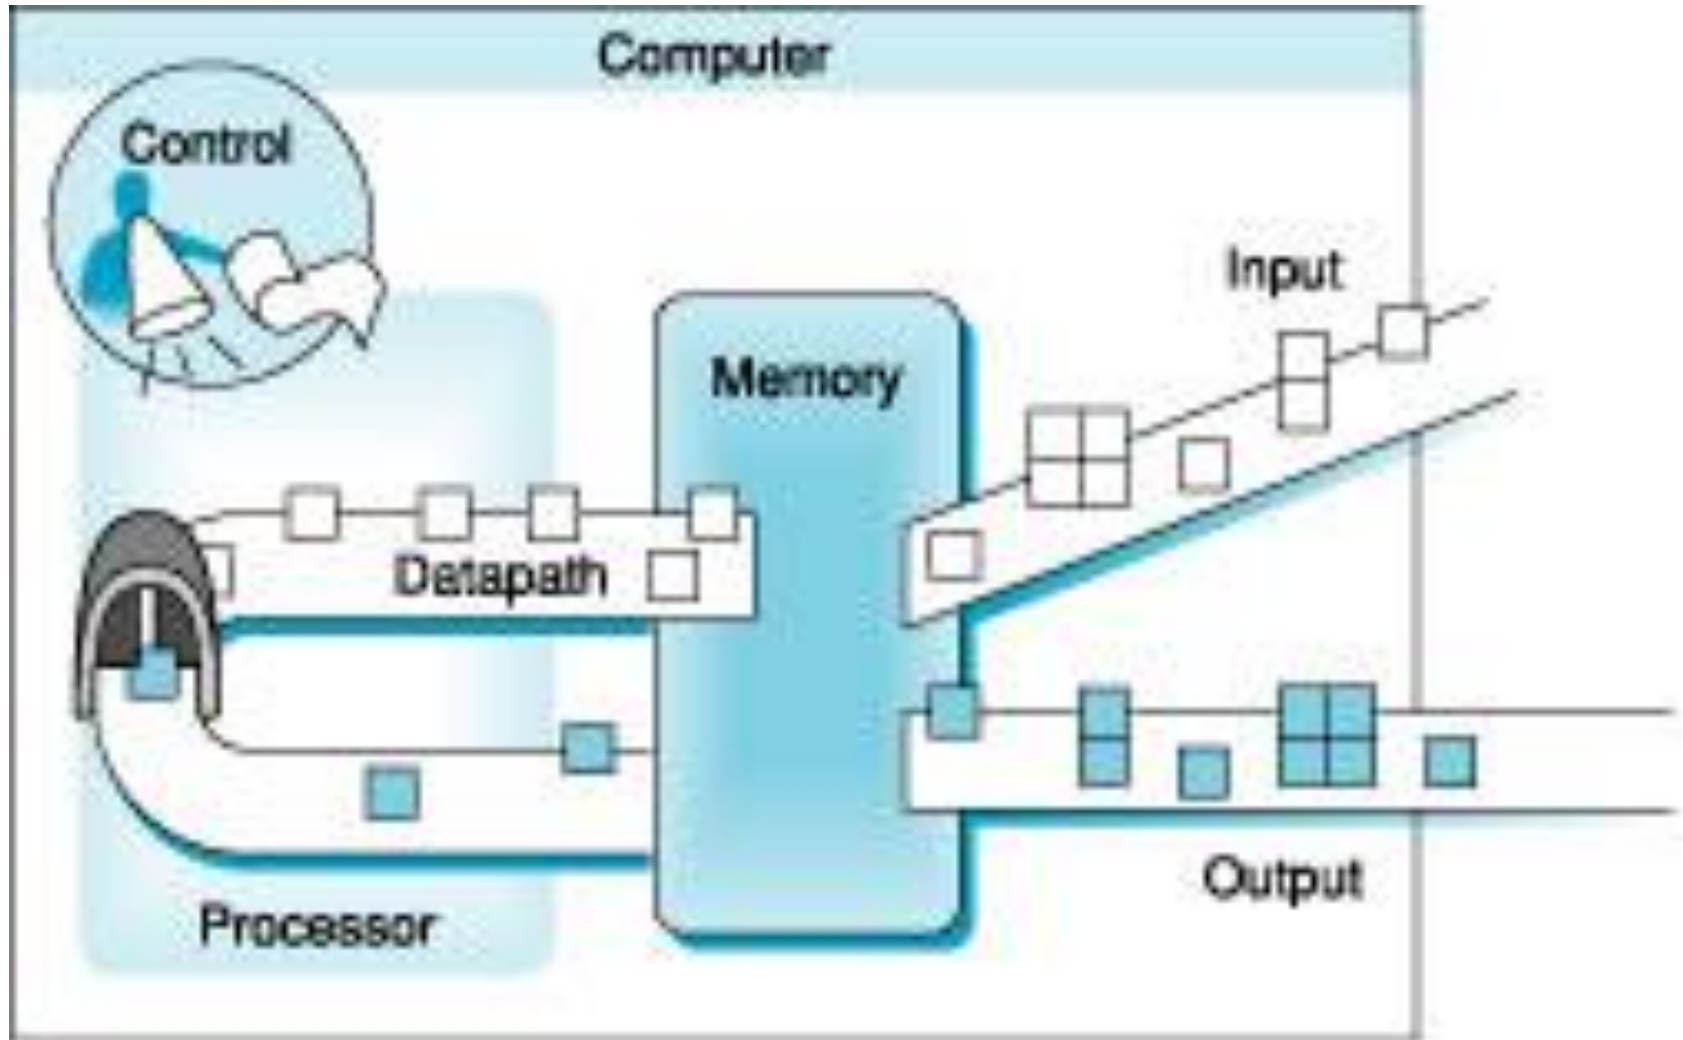 Computer
Control
Input
Memory
Datapath
Output
Processor